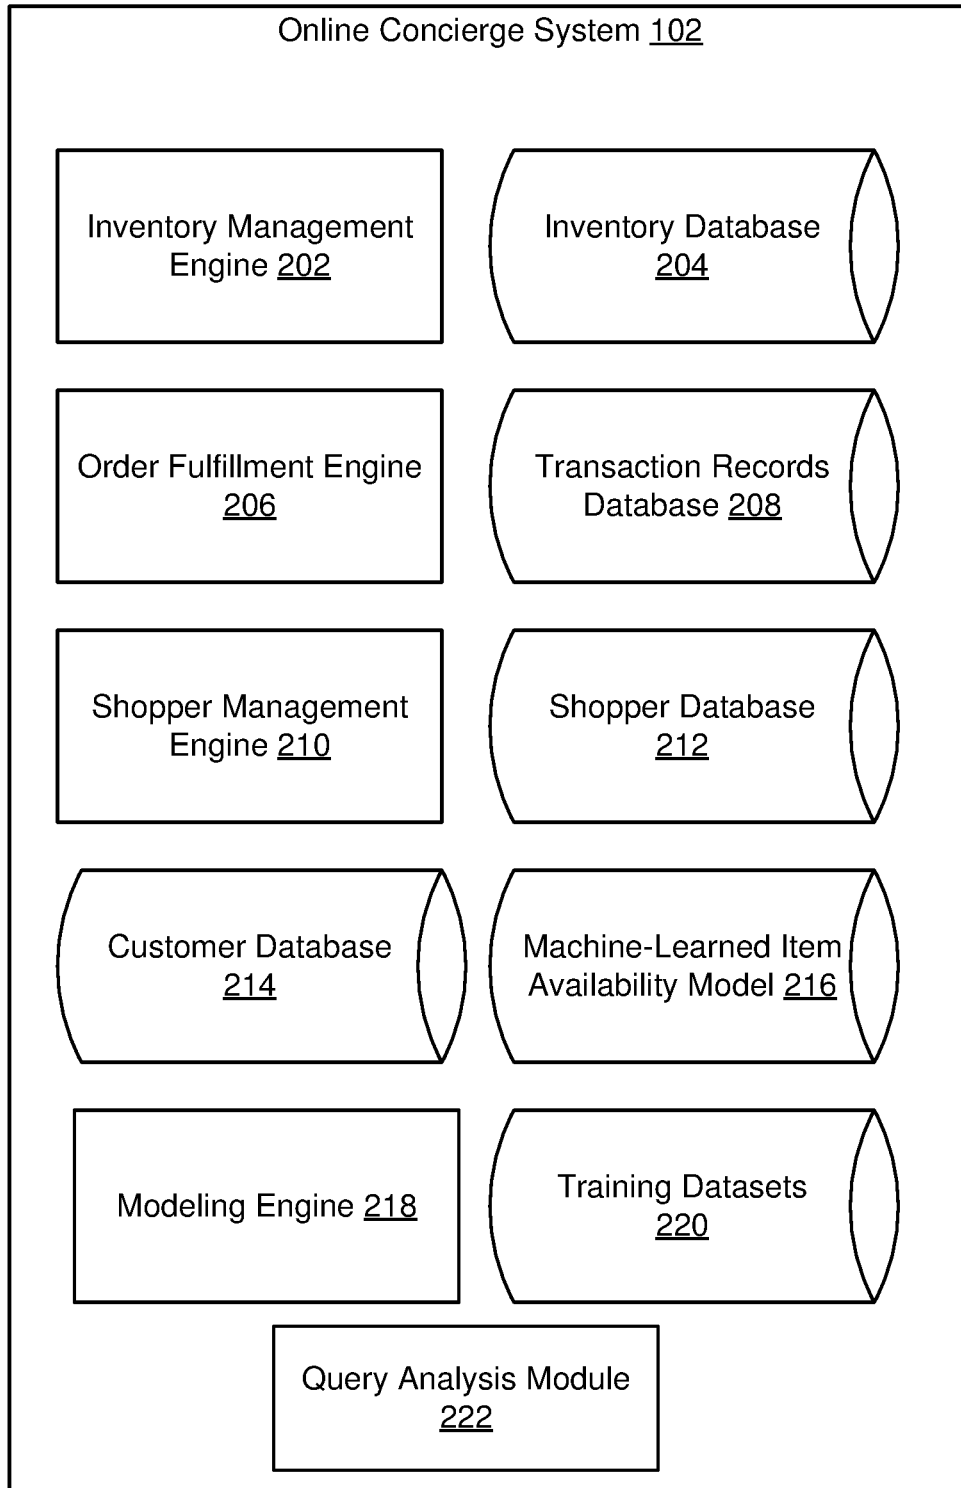 Online Concierge System 102
Inventory Management
Engine 202
Inventory Database
204
Order Fulfillment Engine
206
Transaction Records
Database 208
Shopper Management
Engine 210
Shopper Database
212
Customer Database
214
Machine-Learned Item
Availability Model 216
Modeling Engine 218
Training Datasets
220
Query Analysis Module
222